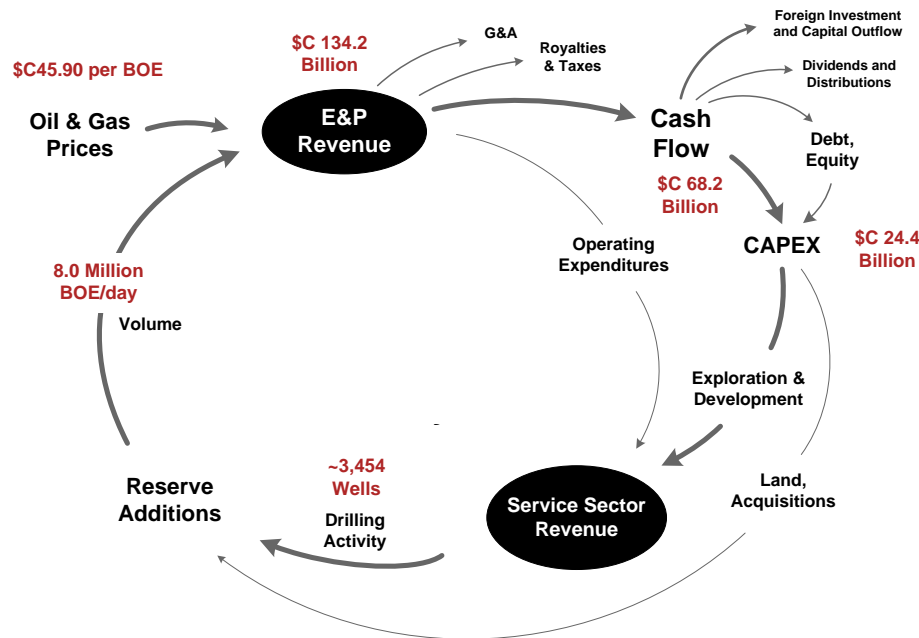 Foreign Investment
and Capital Outflow
G&A
$C 134.2
Billion
Royalties
& Taxes
$C45.90 per BOE
Dividends and
Distributions
Oil & Gas
Prices
E&P
Revenue
Cash
Flow
Debt,
Equity
$C 68.2
Billion
CAPEX
$C 24.4
Billion
Operating
Expenditures
8.0 Million
BOE/day
Volume
Exploration &
Development
~3,454
Wells
Reserve
Additions
Drilling
Activity
Service Sector
Revenue
Land,
Acquisitions